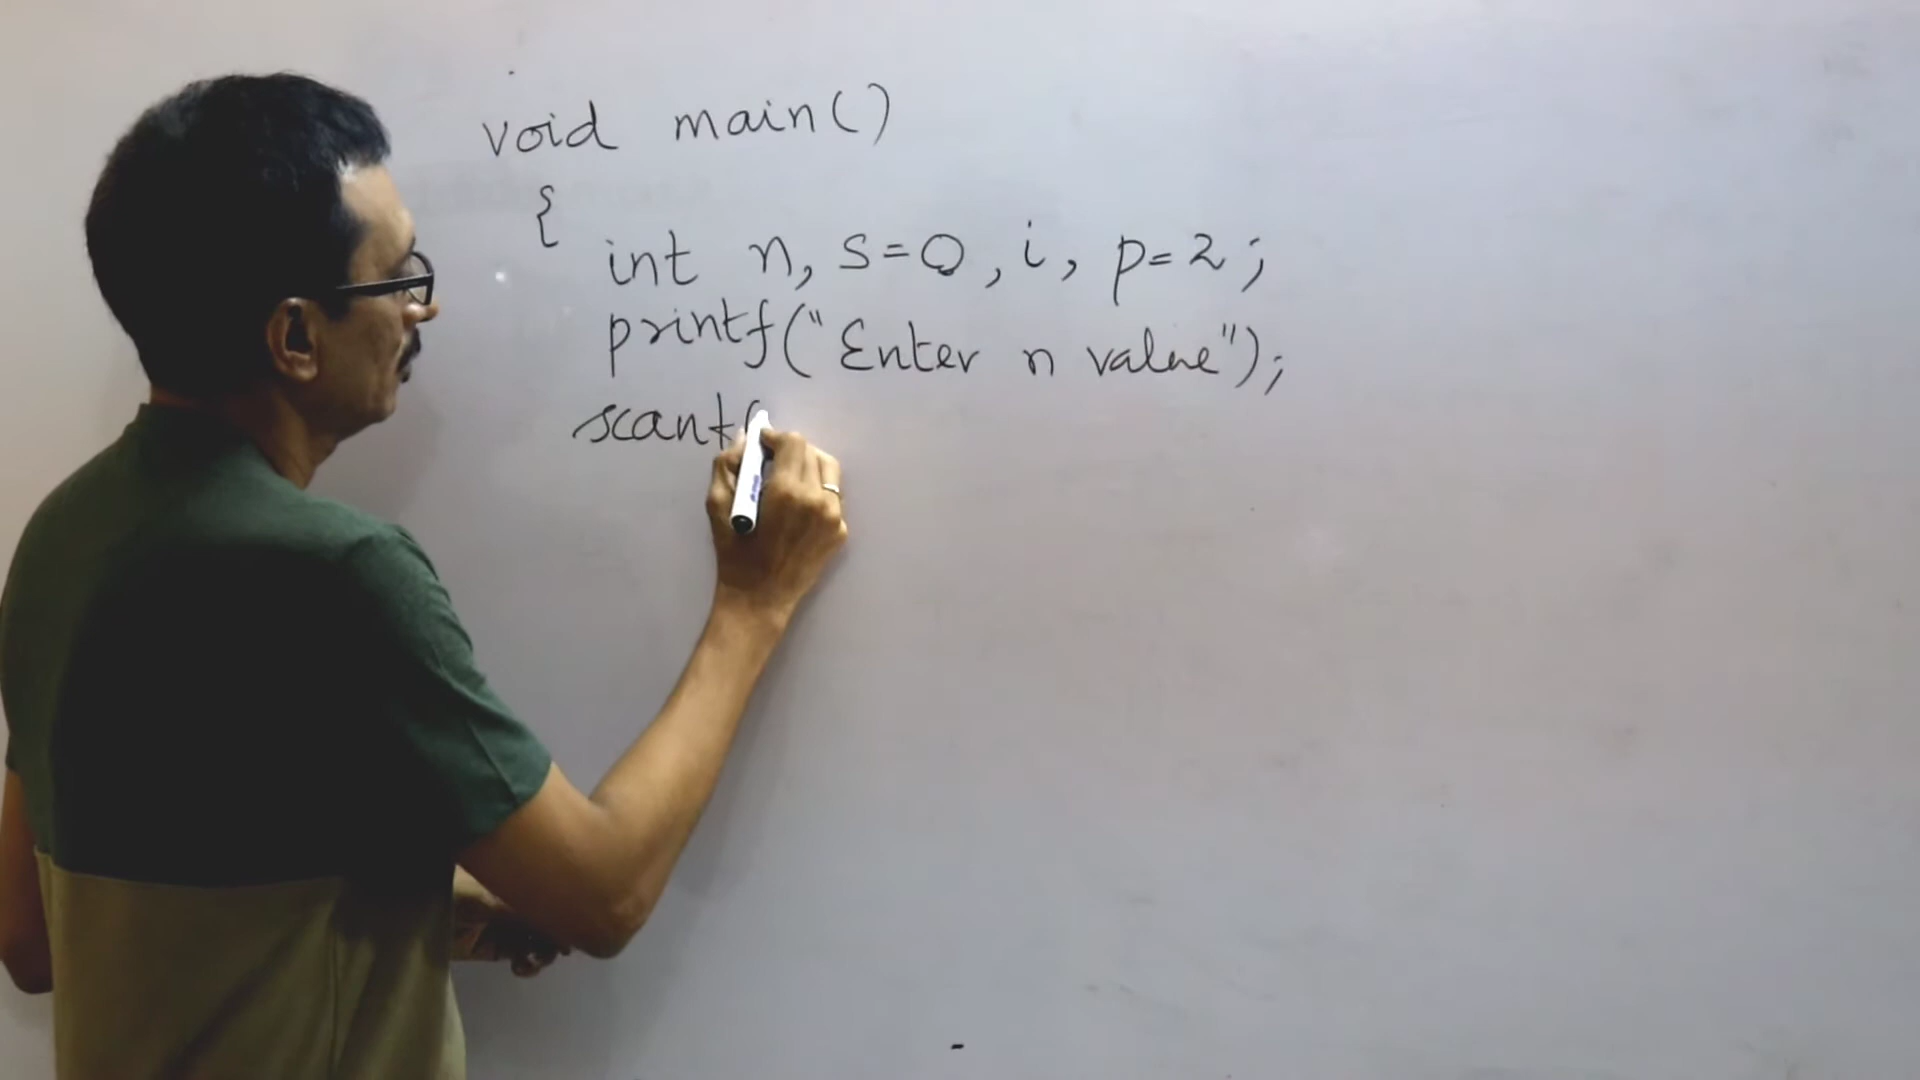 void main()
{
int n, s=0, i, p=2;
printf("Enter n value");
scanf(